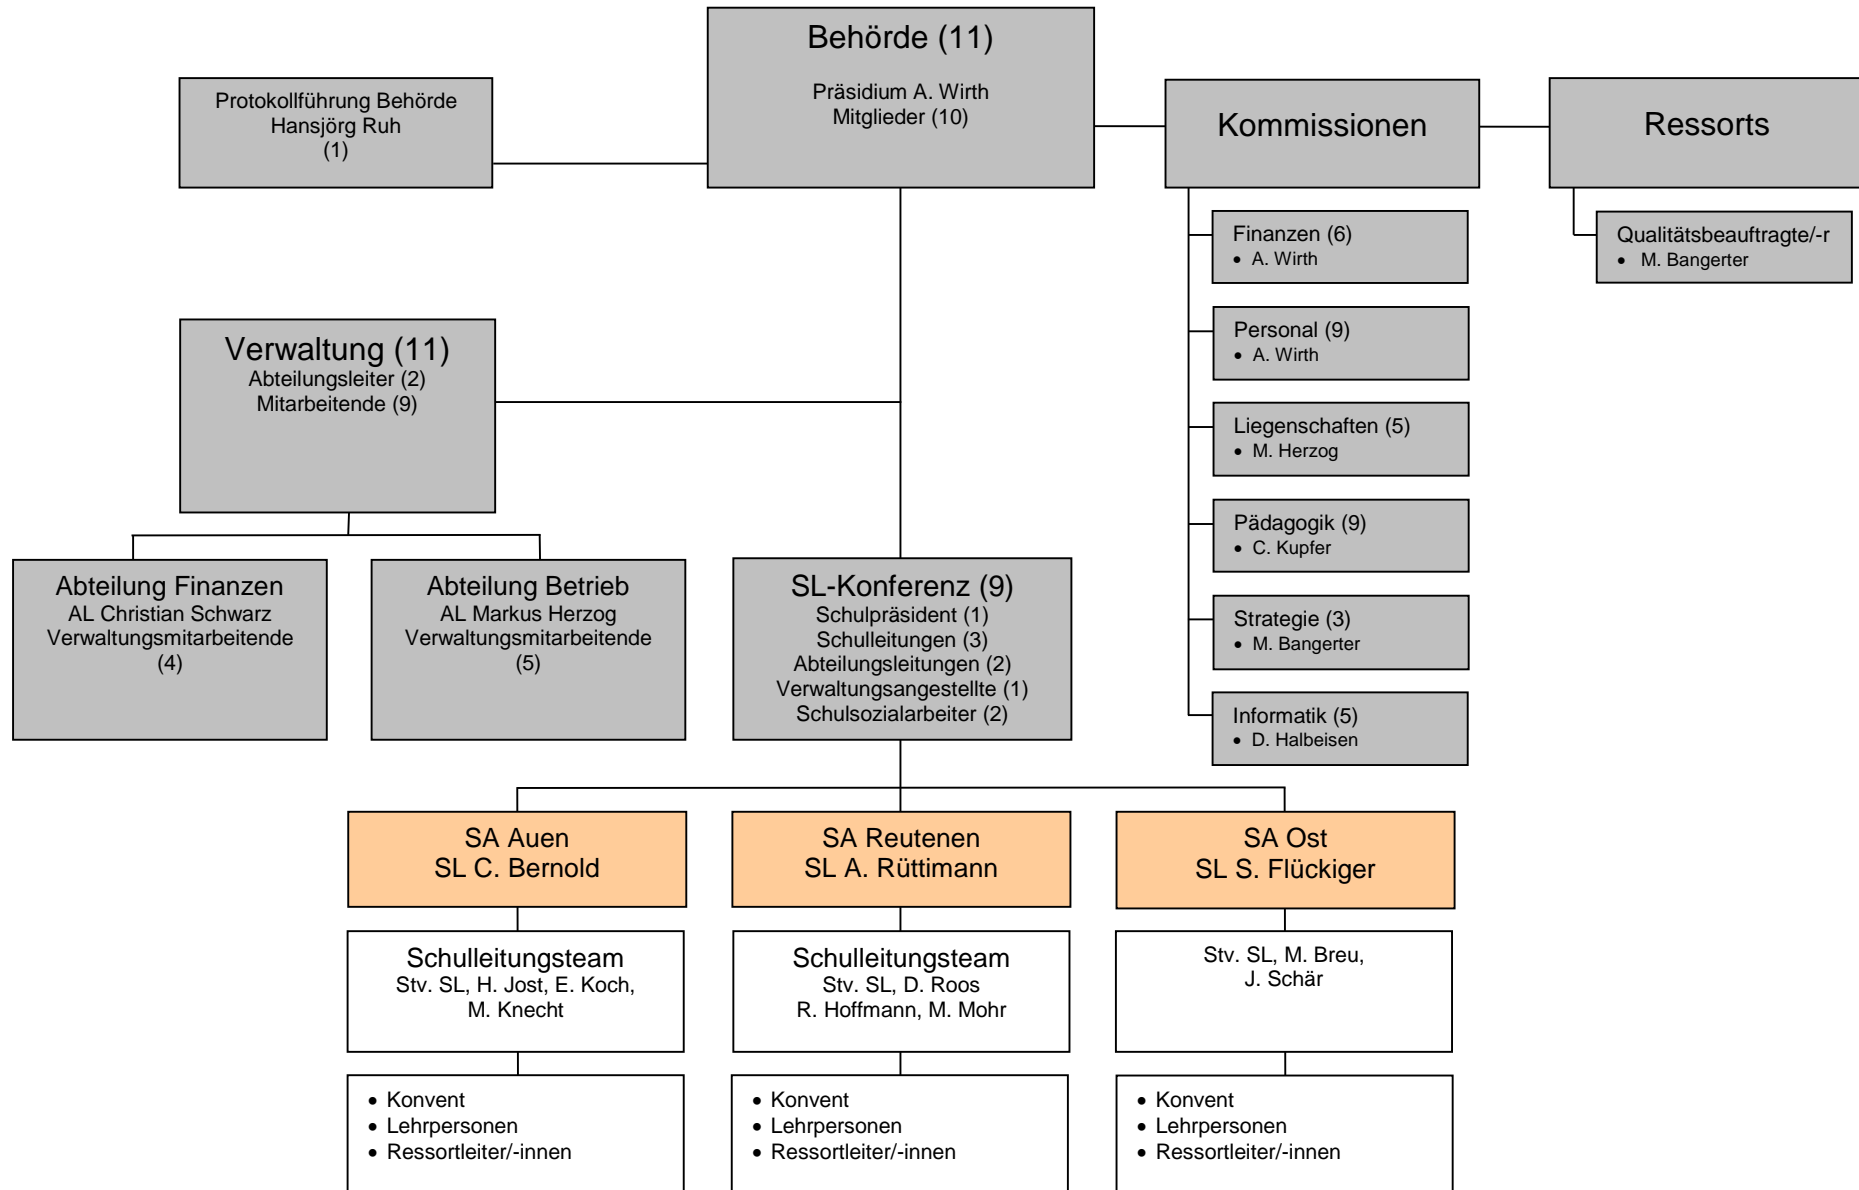 Behörde (11)
Präsidium A. Wirth
Mitglieder (10)
Protokollführung Behörde
Hansjörg Ruh
(1)
Kommissionen
Ressorts
Finanzen (6)
• A. Wirth
Personal (9)
• A. Wirth
Liegenschaften (5)
• M. Herzog
Pädagogik (9)
• C. Kupfer
Strategie (3)
• M. Bangerter
Informatik (5)
• D. Halbeisen
Qualitätsbeauftragte/-r
• M. Bangerter
Verwaltung (11)
Abteilungsleiter (2)
Mitarbeitende (9)
Abteilung Finanzen
AL Christian Schwarz
Verwaltungsmitarbeitende
(4)
Abteilung Betrieb
AL Markus Herzog
Verwaltungsmitarbeitende
(5)
SL-Konferenz (9)
Schulpräsident (1)
Schulleitungen (3)
Abteilungsleitungen (2)
Verwaltungsangestellte (1)
Schulsozialarbeiter (2)
SA Auen
SL C. Bernold
SA Reutenen
SL A. Rüttimann
SA Ost
SL S. Flückiger
Schulleitungsteam
Stv. SL, H. Jost, E. Koch,
M. Knecht
Schulleitungsteam
Stv. SL, D. Roos
R. Hoffmann, M. Mohr
Stv. SL, M. Breu,
J. Schär
• Konvent
• Lehrpersonen
• Ressortleiter/-innen
• Konvent
• Lehrpersonen
• Ressortleiter/-innen
• Konvent
• Lehrpersonen
• Ressortleiter/-innen